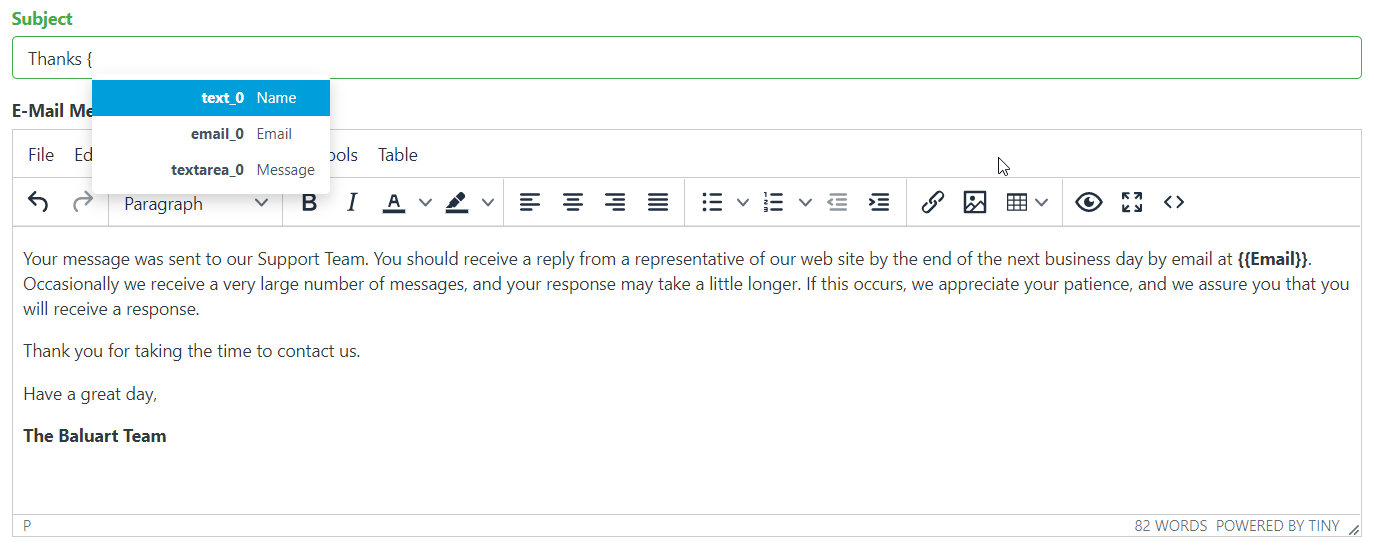 Subject
Thanks {
text_0 Name
email_0 Email
textarea_0 Message
E-Mail Me
File Ed ools Table
Paragraph B I A
Your message was sent to our Support Team. You should receive a reply from a representative of our web site by the end of the next business day by email at {{Email}}.
Occasionally we receive a very large number of messages, and your response may take a little longer. If this occurs, we appreciate your patience, and we assure you that you
will receive a response.
Thank you for taking the time to contact us.
Have a great day,
The Baluart Team
P 82 WORDS POWERED BY TINY